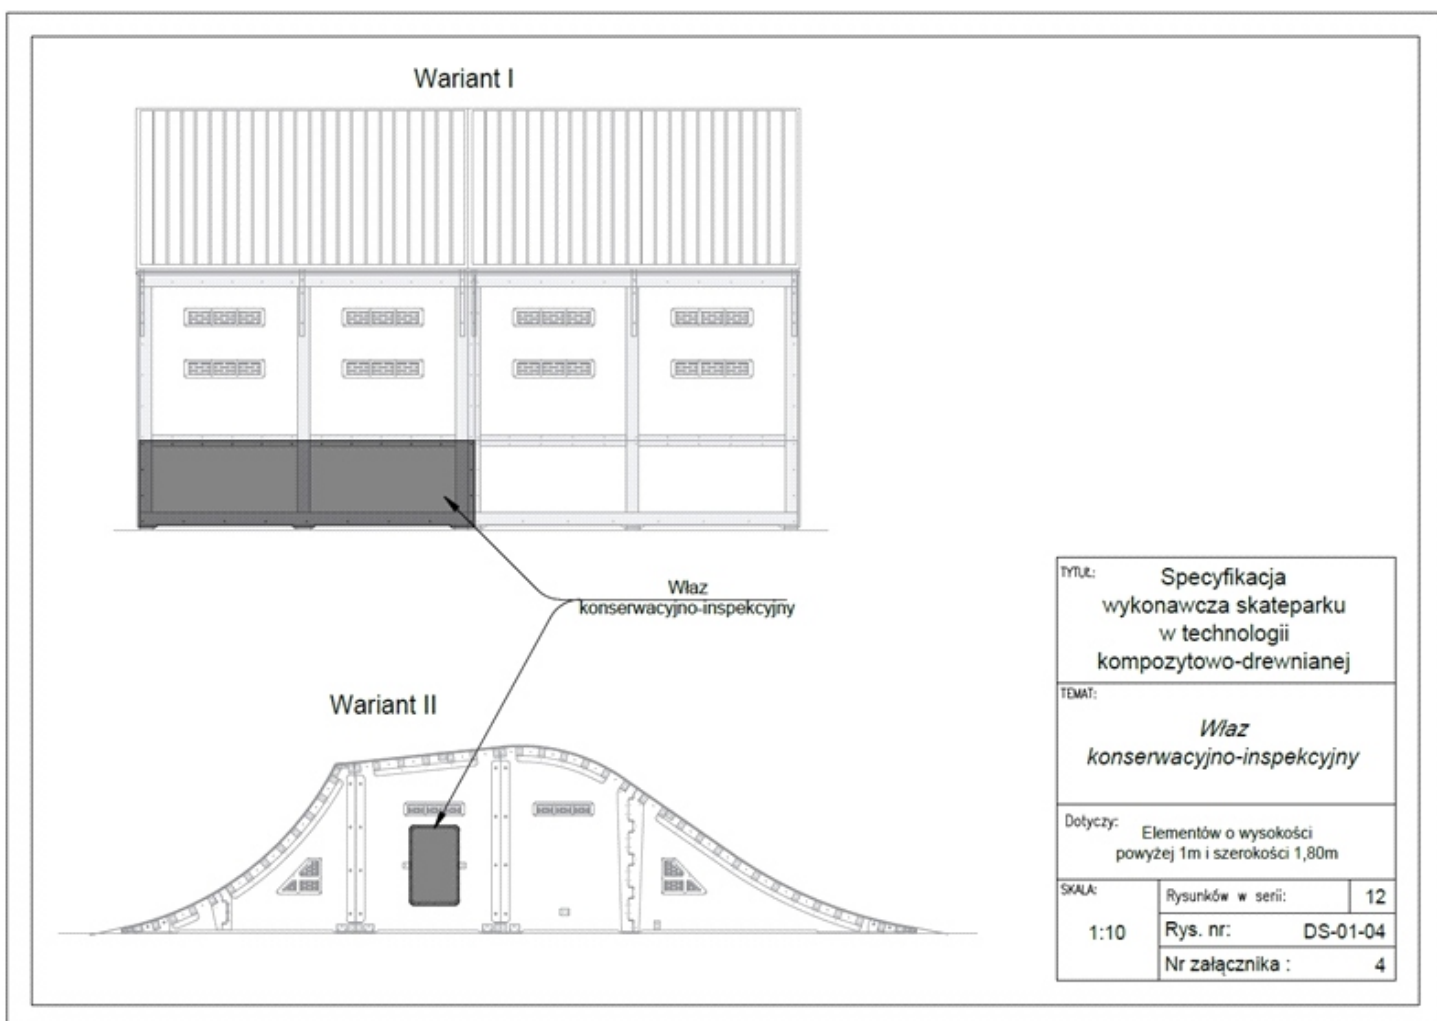 Wariant I
Właz
konserwacyjno-inspekcyjny
Wariant II
TYTUŁ:
Specyfikacja
wykonawcza skateparku
w technologii
kompozytowo-drewnianej
TEMAT:
Właz
konserwacyjno-inspekcyjny
Dotyczy:
Elementów o wysokości
powyżej 1m i szerokości 1,80m
SKALA:
1:10
Rysunków w serii: 12
Rys. nr: DS-01-04
Nr załącznika : 4